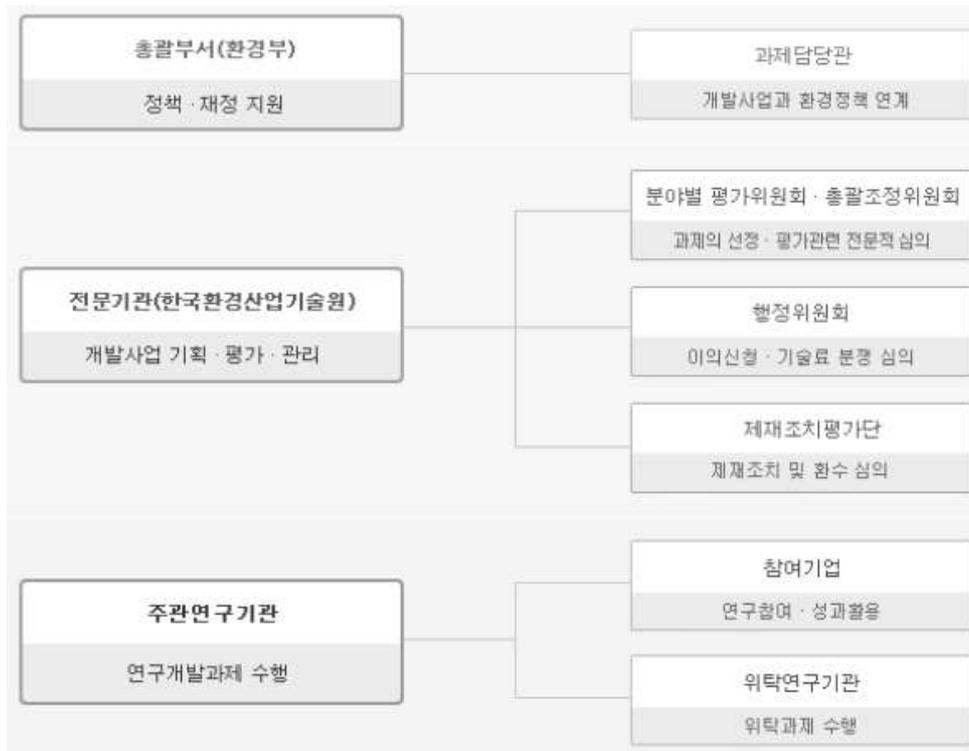 총괄부서(환경부)
정책 · 재정 지원
과제담당관
개발사업과 환경정책 연계
전문기관(한국환경산업기술원)
개발사업 기획 · 평가 · 관리
분야별 평가위원회 · 총괄조정위원회
과제의 선정 · 평가관련 전문적 심의
행정위원회
이의신청 · 기술료 분쟁 심의
제재조치평가단
제재조치 및 환수 심의
주관연구기관
연구개발과제 수행
참여기업
연구참여 · 성과활용
위탁연구기관
위탁과제 수행